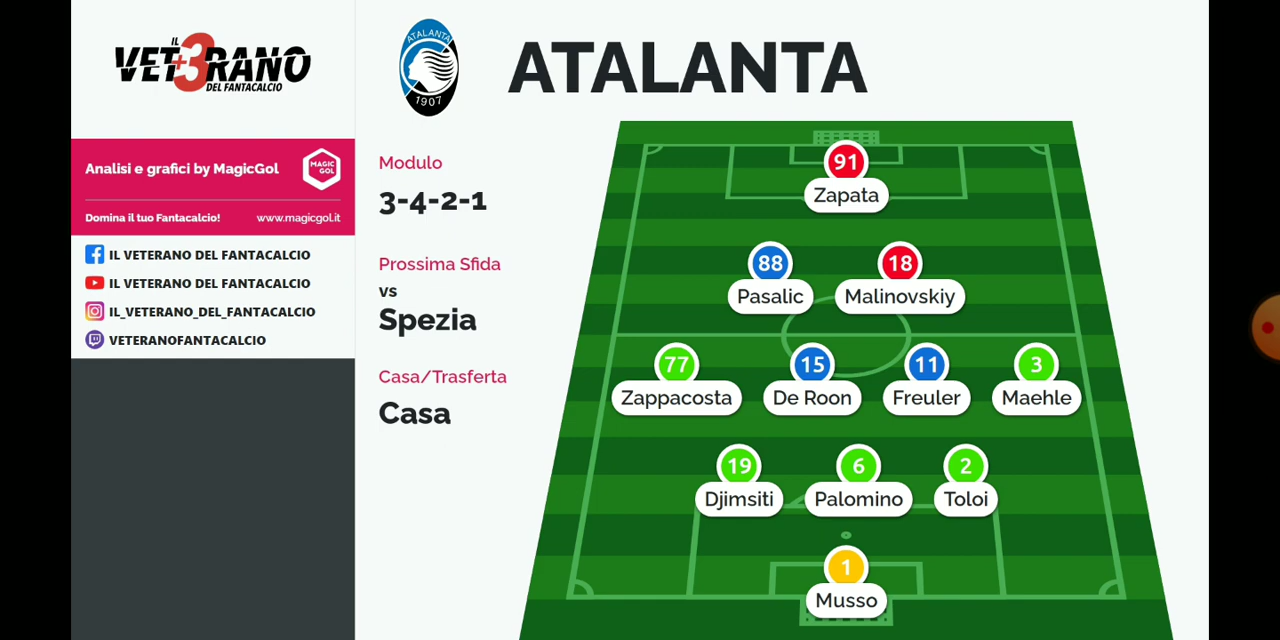 IL
VET+3RANO
DEL FANTACALCIO
ATALANTA
1907
ATALANTA
Analisi e grafici by MagicGol
MAGIC
GOL
Domina il tuo Fantacalcio!
www.magicgol.it
IL VETERANO DEL FANTACALCIO
IL VETERANO DEL FANTACALCIO
IL_VETERANO_DEL_FANTACALCIO
VETERANOFANTACALCIO
Modulo
3-4-2-1
Prossima Sfida
vs
Spezia
Casa/Trasferta
Casa
91
Zapata
88
18
Pasalic
Malinovskiy
77
15
11
3
Zappacosta
De Roon
Freuler
Maehle
19
6
2
Djimsiti
Palomino
Toloi
1
Musso